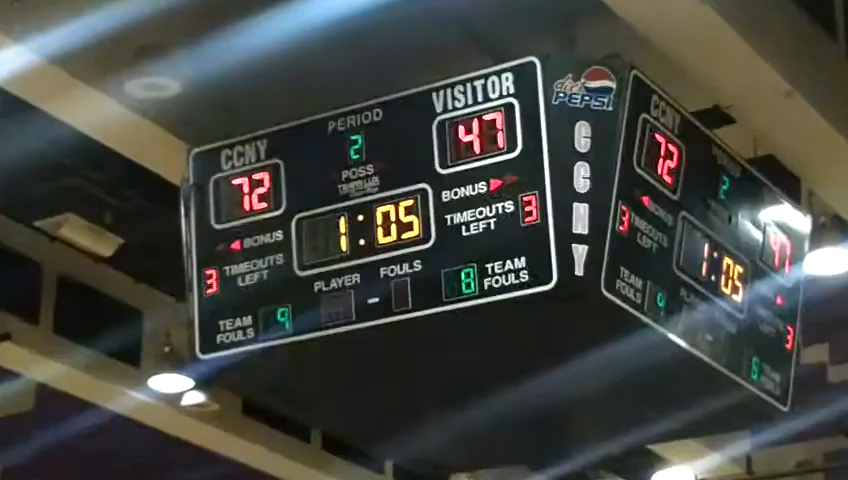 CCNY
72
PERIOD
2
VISITOR
47
POSS
BONUS
1:05
BONUS
TIMEOUTS
LEFT
3
3
TIMEOUTS
LEFT
PLAYER
FOULS
-
TEAM
FOULS
9
8
TEAM
FOULS
diet
PEPSI
C
C
N
Y
CCNY
72
2
47
BONUS
3
TIMEOUTS
LEFT
1:05
3
TEAM
FOULS
9